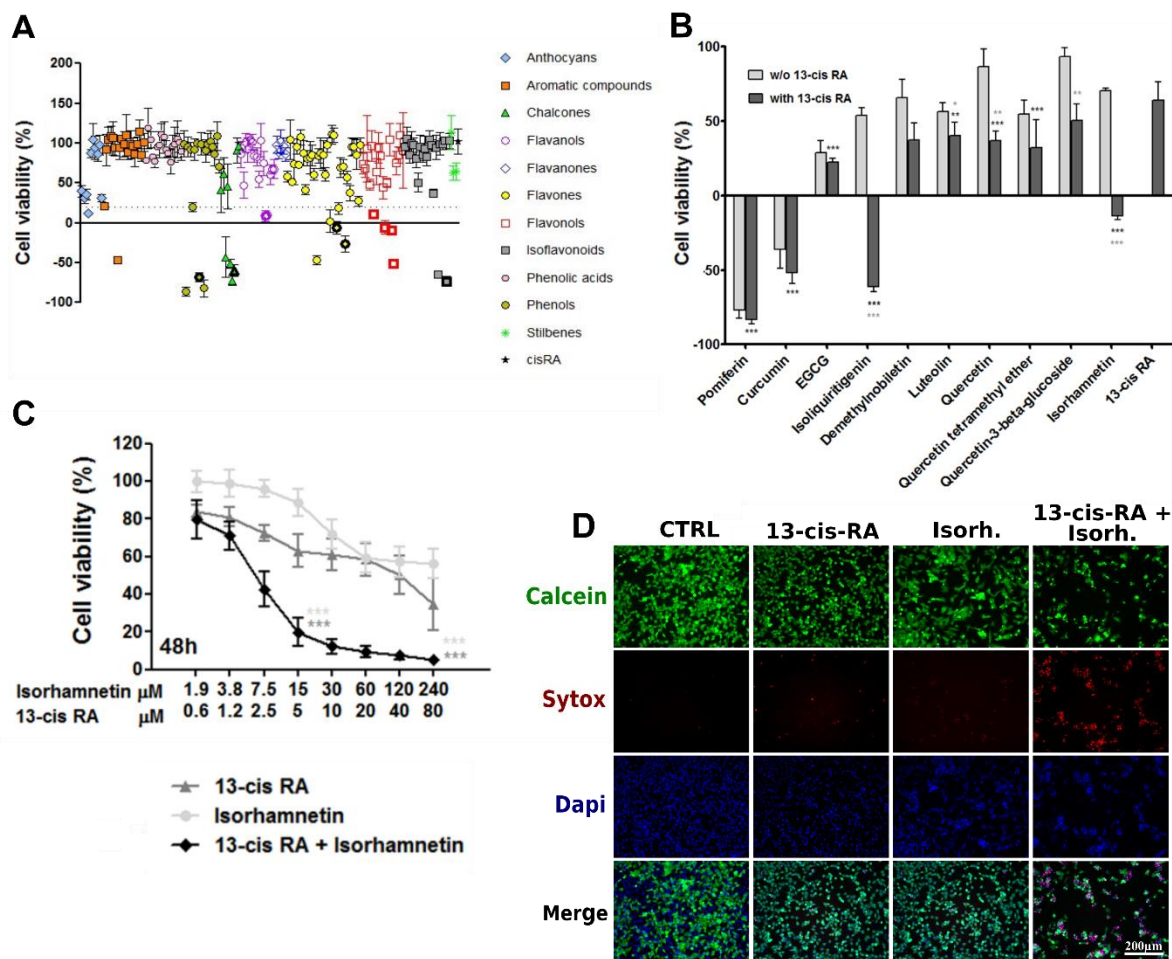 A
Cell viability (%)
200
150
100
50
0
-50
-100
Anthocyans
Aromatic compounds
Chalcones
Flavanols
Flavanones
Flavones
Flavonols
Isoflavonoids
Phenolic acids
Phenols
Stilbenes
cisRA
B
Cell viability (%)
100
50
0
-50
-100
w/o 13-cis RA
with 13-cis RA
***
***
***
***
***
*
**
**
***
***
**
***
***
Pomiferin
Curcumin
EGCG
Isoliquiritigenin
Demethylnobiletin
Luteolin
Quercetin
Quercetin tetramethyl ether
Quercetin-3-beta-glucoside
Isorhamnetin
13-cis RA
C
Cell viability (%)
120
100
80
60
40
20
0
48h
***
***
***
***
Isorhamnetin µM 1.9 3.8 7.5 15 30 60 120 240
13-cis RA µM 0.6 1.2 2.5 5 10 20 40 80
13-cis RA
Isorhamnetin
13-cis RA + Isorhamnetin
D
CTRL 13-cis-RA Isorh. 13-cis-RA +
Isorh.
Calcein
Sytox
Dapi
Merge
200µm